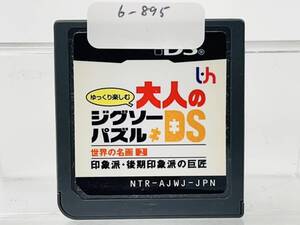 6-895
DS
ゆっくり楽しむ
大人の
ジグソー
パズル DS
世界の名画
印象派・後期印象派の巨匠
NTR-AJWJ-JPN